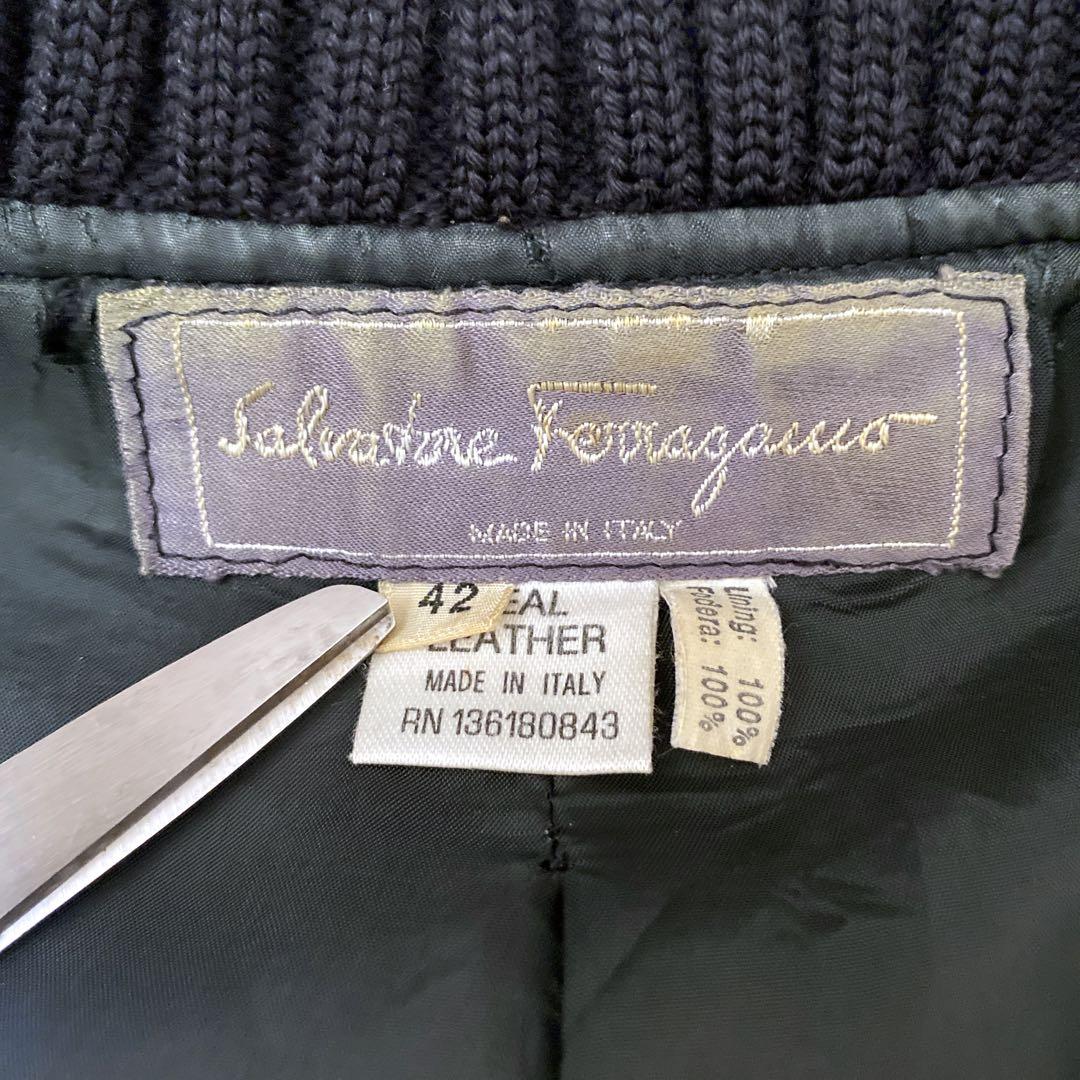 Salvatore Ferragamo
MADE IN ITALY
42
EAL
LEATHER
MADE IN ITALY
RN 136180843
Lining: 100%
Fodera: 100%